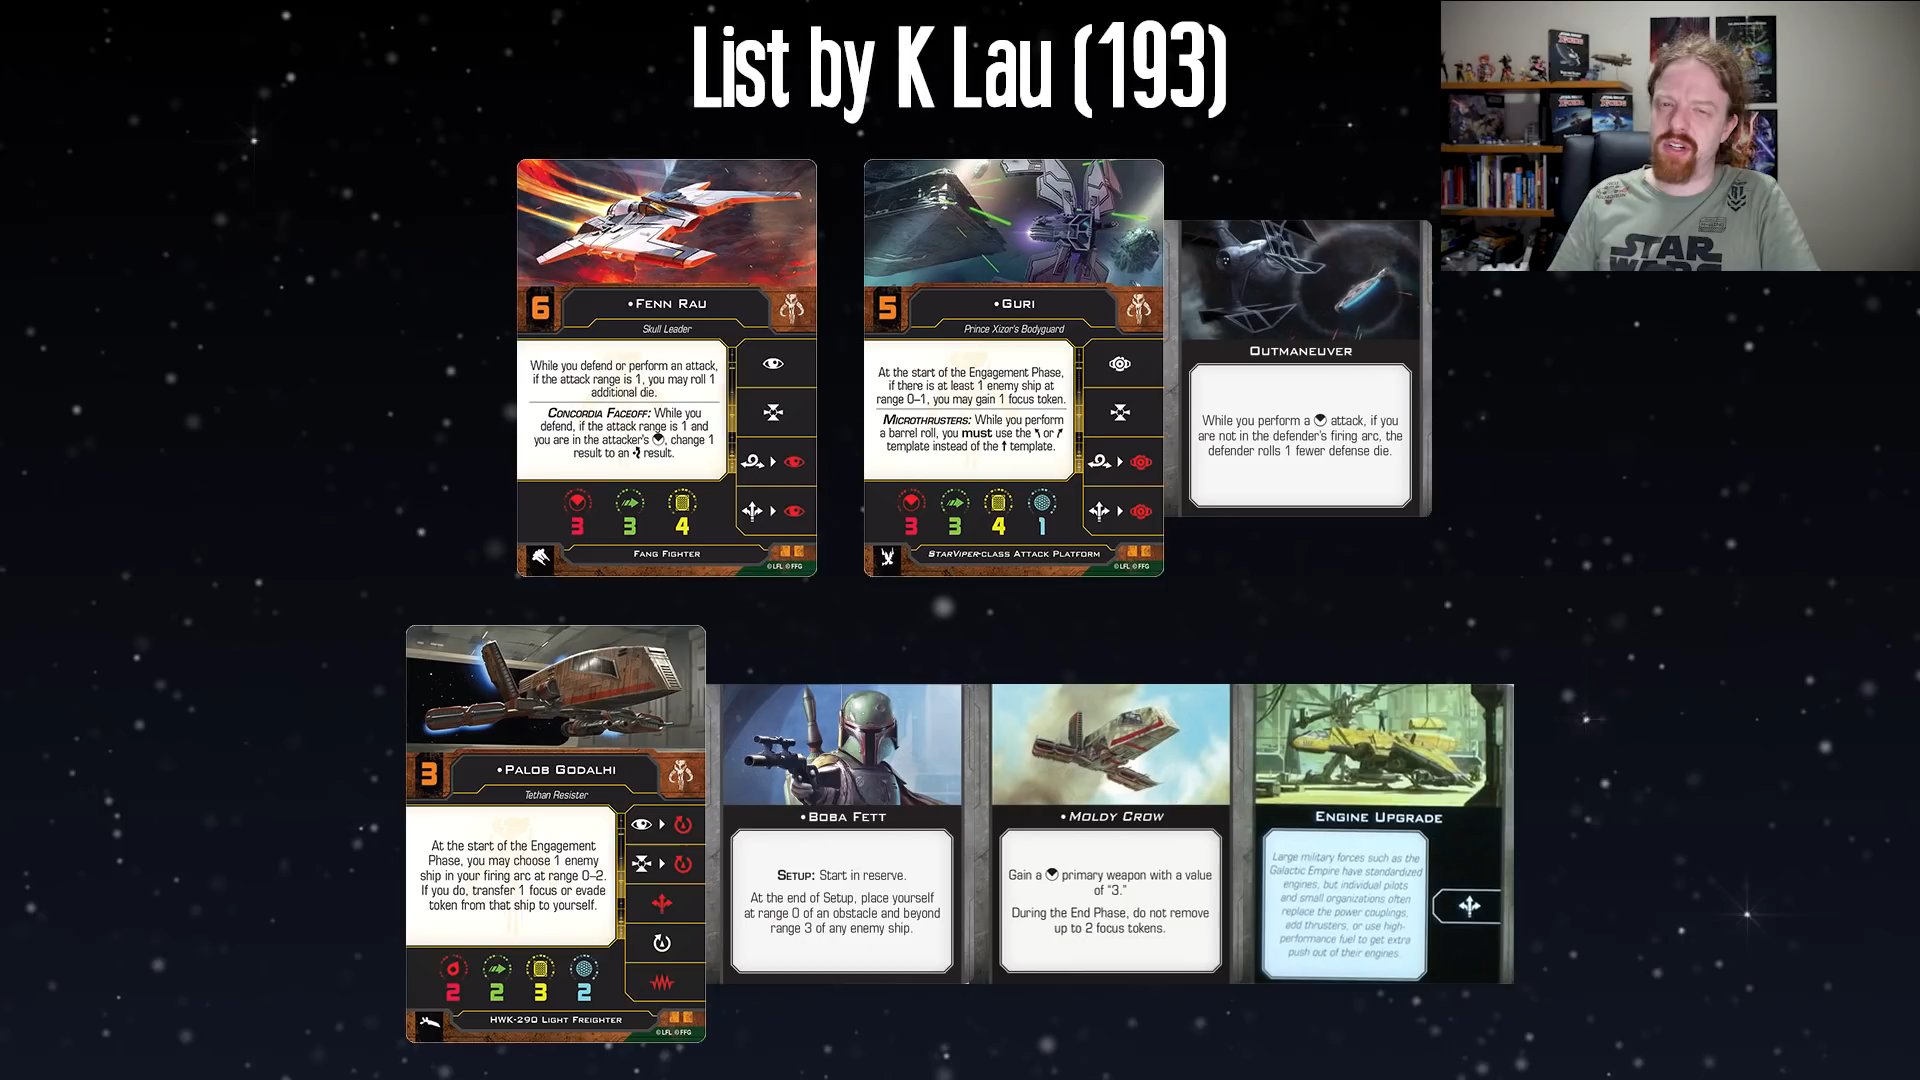 List by K Lau (193)
STAR
WARS
6
•Fenn Rau
Skull Leader
While you defend or perform an attack,
if the attack range is 1, you may roll 1
additional die.
Concordia Faceoff: While you
defend, if the attack range is 1 and
you are in the attacker's , change 1
result to an result.
3
3
4
Fang Fighter
©LFL ©FFG
5
•Guri
Prince Xizor's Bodyguard
At the start of the Engagement Phase,
if there is at least 1 enemy ship at
range 0–1, you may gain 1 focus token.
Microthrusters: While you perform
a barrel roll, you must use the or
template instead of the template.
3
3
4
1
StarViper-class Attack Platform
©LFL ©FFG
Outmaneuver
While you perform a attack, if you
are not in the defender's firing arc, the
defender rolls 1 fewer defense die.
3
•Palob Godalhi
Tethan Resister
At the start of the Engagement
Phase, you may choose 1 enemy
ship in your firing arc at range 0–2.
If you do, transfer 1 focus or evade
token from that ship to yourself.
2
2
3
2
HWK-290 Light Freighter
©LFL ©FFG
•Boba Fett
Setup: Start in reserve.
At the end of Setup, place yourself
at range 0 of an obstacle and beyond
range 3 of any enemy ship.
•Moldy Crow
Gain a primary weapon with a value
of "3."
During the End Phase, do not remove
up to 2 focus tokens.
Engine Upgrade
Large military forces such as the
Galactic Empire have standardized
engines, but individual pilots
and small organizations often
replace the power couplings,
add thrusters, or use high-
performance fuel to get extra
push out of their engines.